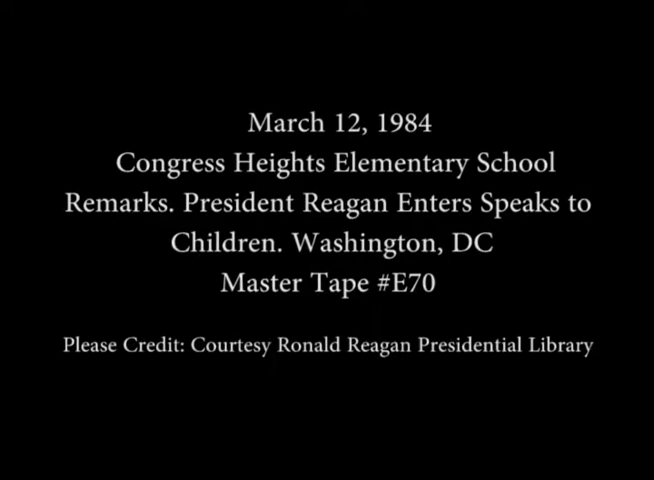 March 12, 1984
Congress Heights Elementary School
Remarks. President Reagan Enters Speaks to
Children. Washington, DC
Master Tape #E70
Please Credit: Courtesy Ronald Reagan Presidential Library